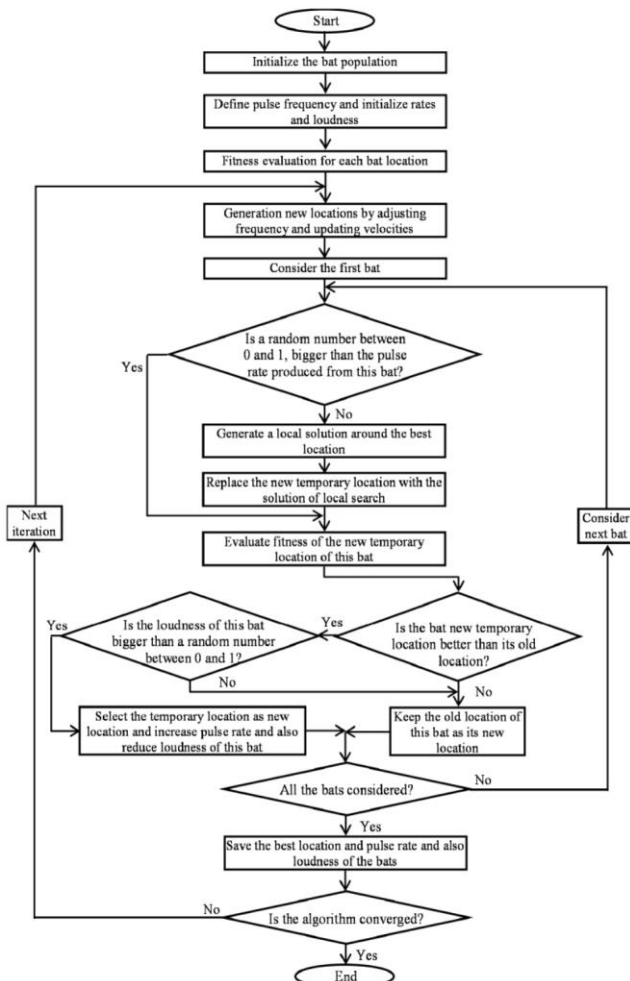 Start
Initialize the bat population
Define pulse frequency and initialize rates
and loudness
Fitness evaluation for each bat location
Generation new locations by adjusting
frequency and updating velocities
Consider the first bat
Is a random number between
0 and 1, bigger than the pulse
rate produced from this bat?
Yes
No
Generate a local solution around the best
location
Replace the new temporary location with the
solution of local search
Next
iteration
Consider
next bat
Evaluate fitness of the new temporary
location of this bat
Yes
Is the loudness of this bat
bigger than a random number
between 0 and 1?
Yes
Is the bat new temporary
location better than its old
location?
No
No
Select the temporary location as new
location and increase pulse rate and also
reduce loudness of this bat
Keep the old location of
this bat as its new
location
All the bats considered?
No
Yes
Save the best location and pulse rate and also
loudness of the bats
No
Is the algorithm converged?
Yes
End